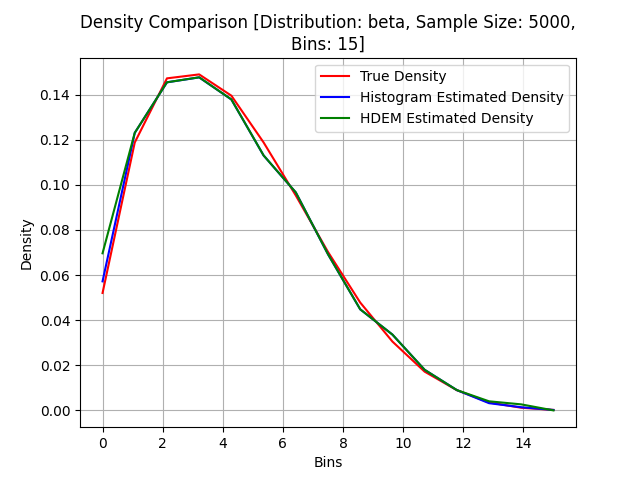 Density Comparison [Distribution: beta, Sample Size: 5000,
Bins: 15]
True Density
Histogram Estimated Density
HDEM Estimated Density
Density
0.14
0.12
0.10
0.08
0.06
0.04
0.02
0.00
0 2 4 6 8 10 12 14
Bins